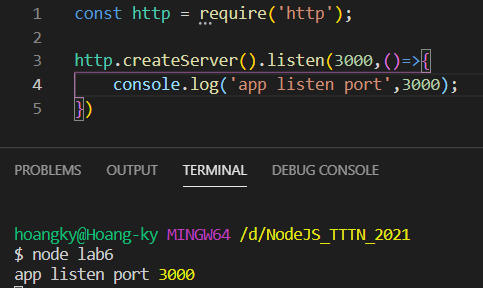 1 const http = require('http');
2
3 http.createServer().listen(3000,()=>{
4 console.log('app listen port',3000);
5 })
PROBLEMS OUTPUT TERMINAL DEBUG CONSOLE
hoangky@Hoang-ky MINGW64 /d/NodeJS_TTTN_2021
$ node lab6
app listen port 3000